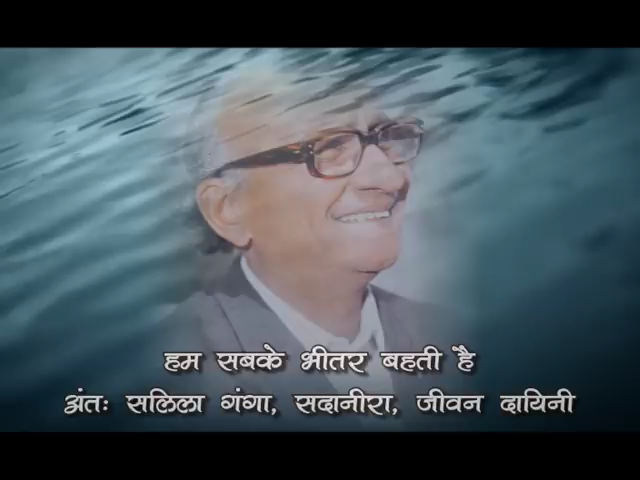 हम सबके भीतर बहती है
अंतः सलिला गंगा, सदानीरा, जीवन दायिनी